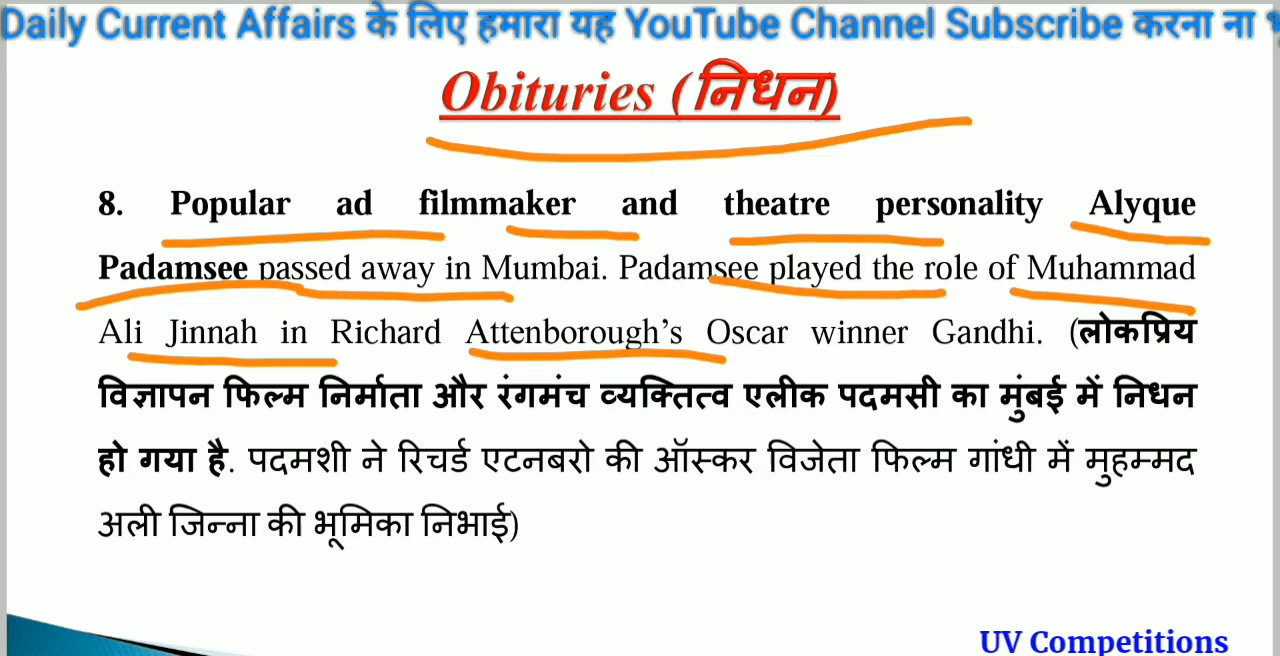 Daily Current Affairs के लिए हमारा यह YouTube Channel Subscribe करना ना
Obituries (निधन)
8. Popular ad filmmaker and theatre personality Alyque
Padamsee passed away in Mumbai. Padamsee played the role of Muhammad
Ali Jinnah in Richard Attenborough’s Oscar winner Gandhi. (लोकप्रिय
विज्ञापन फिल्म निर्माता और रंगमंच व्यक्तित्व एलीक पदमसी का मुंबई में निधन
हो गया है. पदमशी ने रिचर्ड एटनबरो की ऑस्कर विजेता फिल्म गांधी में मुहम्मद
अली जिन्ना की भूमिका निभाई)
UV Competitions